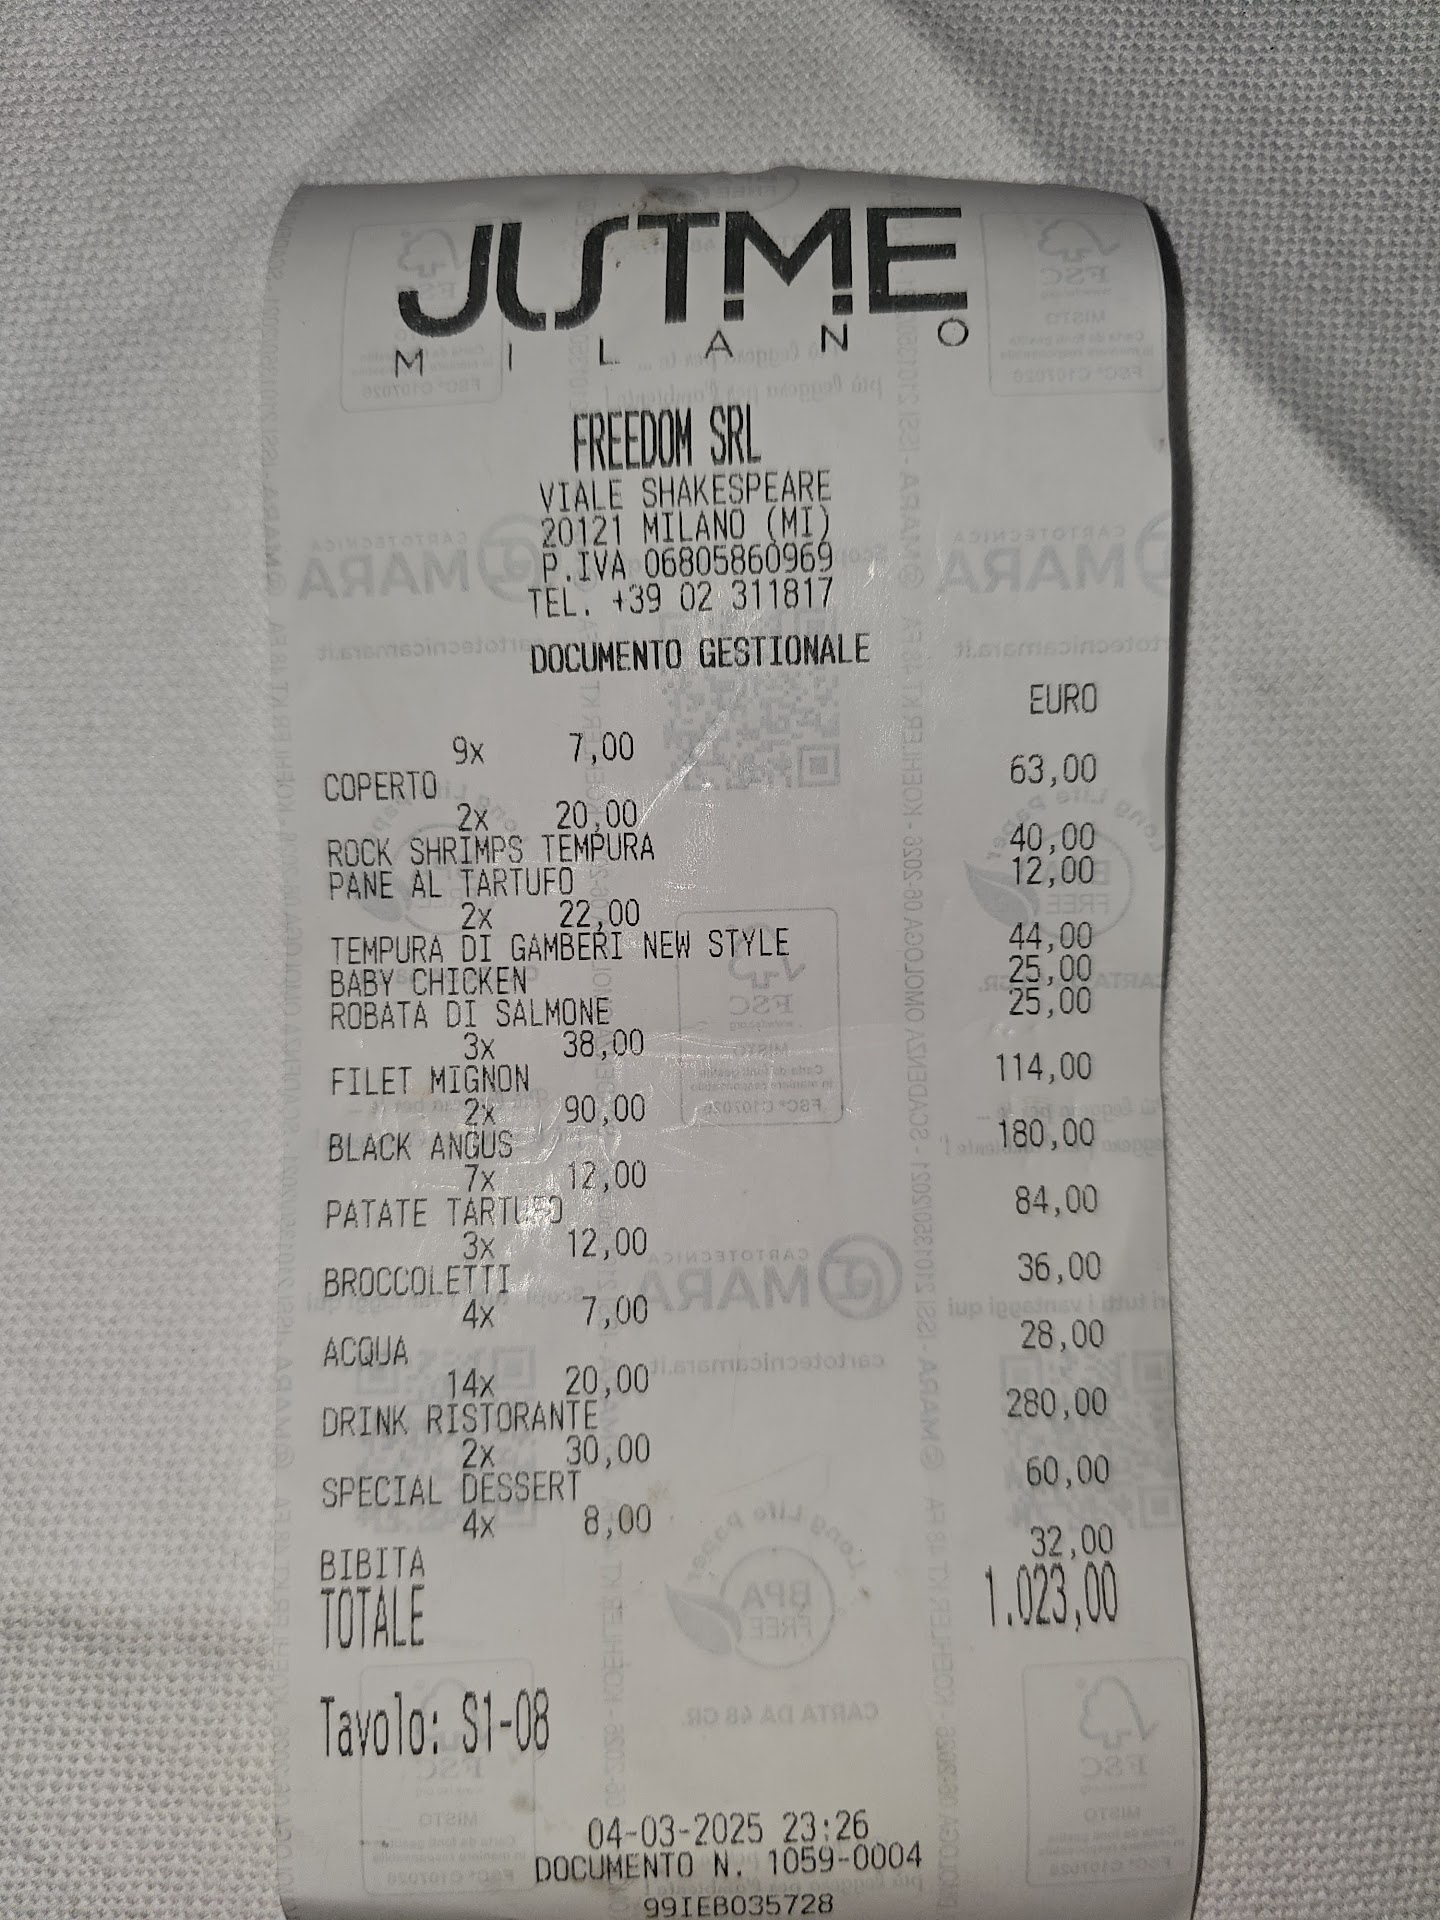 JUSTME
MILANO
FREEDOM SRL
VIALE SHAKESPEARE
20121 MILANO (MI)
P.IVA 06805860969
TEL. +39 02 311817
DOCUMENTO GESTIONALE
EURO
9x 7,00
COPERTO 63,00
2x 20,00
ROCK SHRIMPS TEMPURA 40,00
PANE AL TARTUFO 12,00
2x 22,00
TEMPURA DI GAMBERI NEW STYLE 44,00
BABY CHICKEN 25,00
ROBATA DI SALMONE 25,00
3x 38,00
FILET MIGNON 114,00
2x 90,00
BLACK ANGUS 180,00
7x 12,00
PATATE TARTUFO 84,00
3x 12,00
BROCCOLETTI 36,00
4x 7,00
ACQUA 28,00
14x 20,00
DRINK RISTORANTE 280,00
2x 30,00
SPECIAL DESSERT 60,00
4x 8,00
BIBITA 32,00
TOTALE 1.023,00
Tavolo: S1-08
04-03-2025 23:26
DOCUMENTO N. 1059-0004
99IEB035728